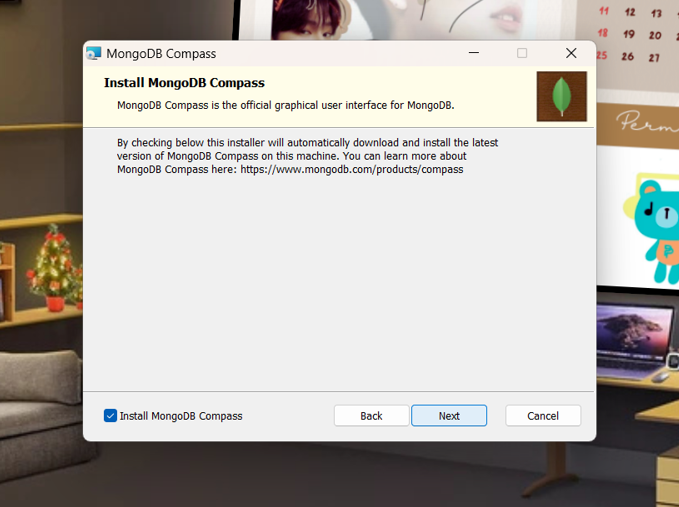 11 12 13
18 19 20
25 26 27
MongoDB Compass
Install MongoDB Compass
MongoDB Compass is the official graphical user interface for MongoDB.
By checking below this installer will automatically download and install the latest
version of MongoDB Compass on this machine. You can learn more about
MongoDB Compass here: https://www.mongodb.com/products/compass
Install MongoDB Compass
Back
Next
Cancel